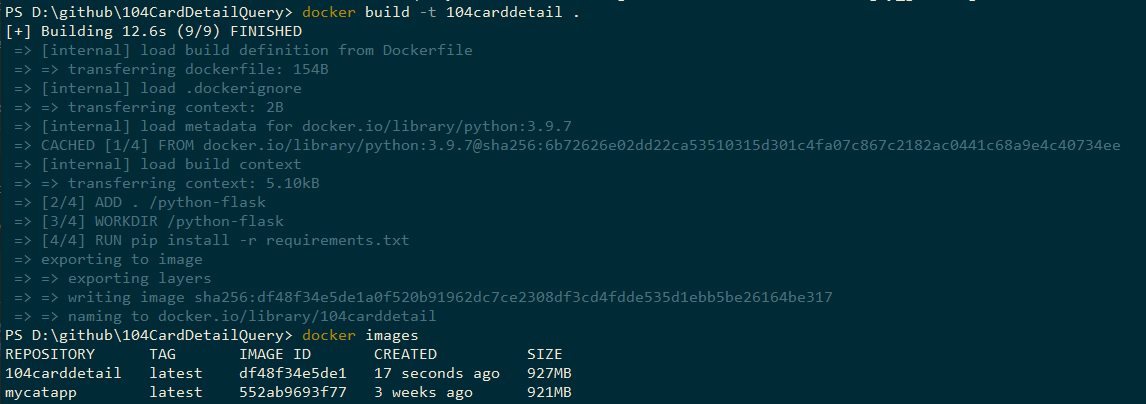 PS D:\github\104CardDetailQuery> docker build -t 104carddetail .
[+] Building 12.6s (9/9) FINISHED
=> [internal] load build definition from Dockerfile
=> => transferring dockerfile: 154B
=> [internal] load .dockerignore
=> => transferring context: 2B
=> [internal] load metadata for docker.io/library/python:3.9.7
=> CACHED [1/4] FROM docker.io/library/python:3.9.7@sha256:6b72626e02dd22ca53510315d301c4fa07c867c2182ac0441c68a9e4c40734ee
=> [internal] load build context
=> => transferring context: 5.10kB
=> [2/4] ADD . /python-flask
=> [3/4] WORKDIR /python-flask
=> [4/4] RUN pip install -r requirements.txt
=> exporting to image
=> => exporting layers
=> => writing image sha256:df48f34e5de1a0f520b91962dc7ce2308df3cd4fdde535d1ebb5be26164be317
=> => naming to docker.io/library/104carddetail
PS D:\github\104CardDetailQuery> docker images
REPOSITORY TAG IMAGE ID CREATED SIZE
104carddetail latest df48f34e5de1 17 seconds ago 927MB
mycatapp latest 552ab9693f77 3 weeks ago 921MB